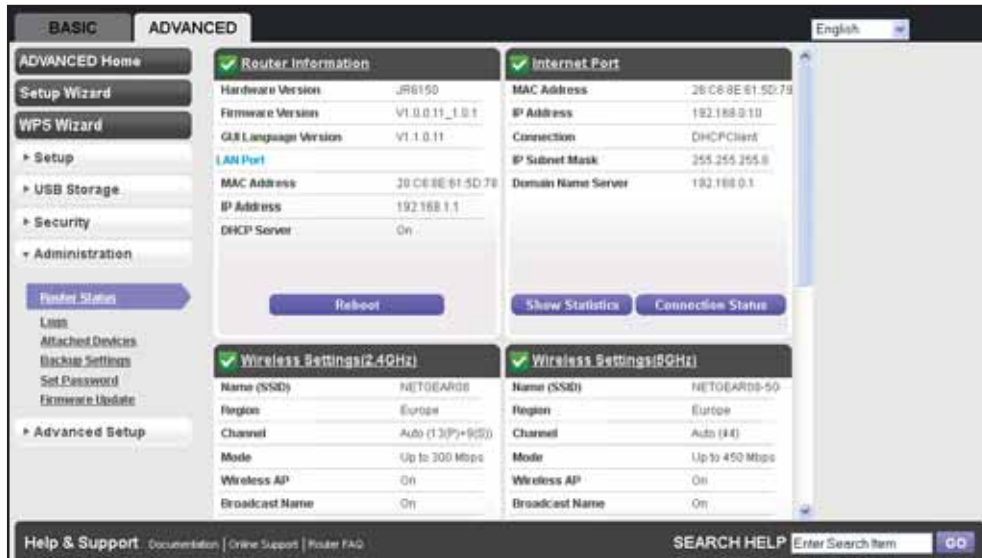 BASIC
ADVANCED
English
ADVANCED Home
Setup Wizard
WPS Wizard
Setup
USB Storage
Security
Administration
Router Status
Logs
Attached Devices
Backup Settings
Set Password
Firmware Update
Advanced Setup
Router Information
Hardware Version JR6150
Firmware Version V1.0.0.11_1.0.1
GUI Language Version V1.1.0.11
LAN Port
MAC Address 28:C6:8E:61:5D:78
IP Address 192.168.1.1
DHCP Server On
Reboot
Internet Port
MAC Address 28:C6:8E:61:5D:79
IP Address 192.168.0.10
Connection DHCPClient
IP Subnet Mask 255.255.255.0
Domain Name Server 192.168.0.1
Show Statistics
Connection Status
Wireless Settings(2.4GHz)
Name (SSID) NETGEAR08
Region Europe
Channel Auto (13(P)+9(S))
Mode Up to 300 Mbps
Wireless AP On
Broadcast Name On
Wireless Settings(5GHz)
Name (SSID) NETGEAR08-5G
Region Europe
Channel Auto (44)
Mode Up to 450 Mbps
Wireless AP On
Broadcast Name On
Help & Support Documentation | Online Support | Router FAQ
SEARCH HELP Enter Search Item GO